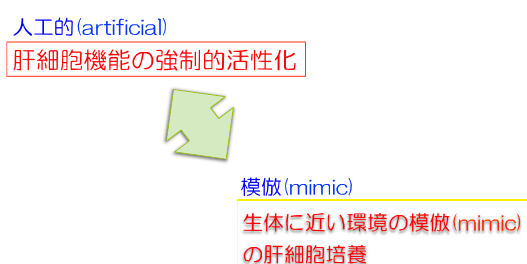 人工的(artificial)
肝細胞機能の強制的活性化
模倣(mimic)
生体に近い環境の模倣(mimic)
の肝細胞培養